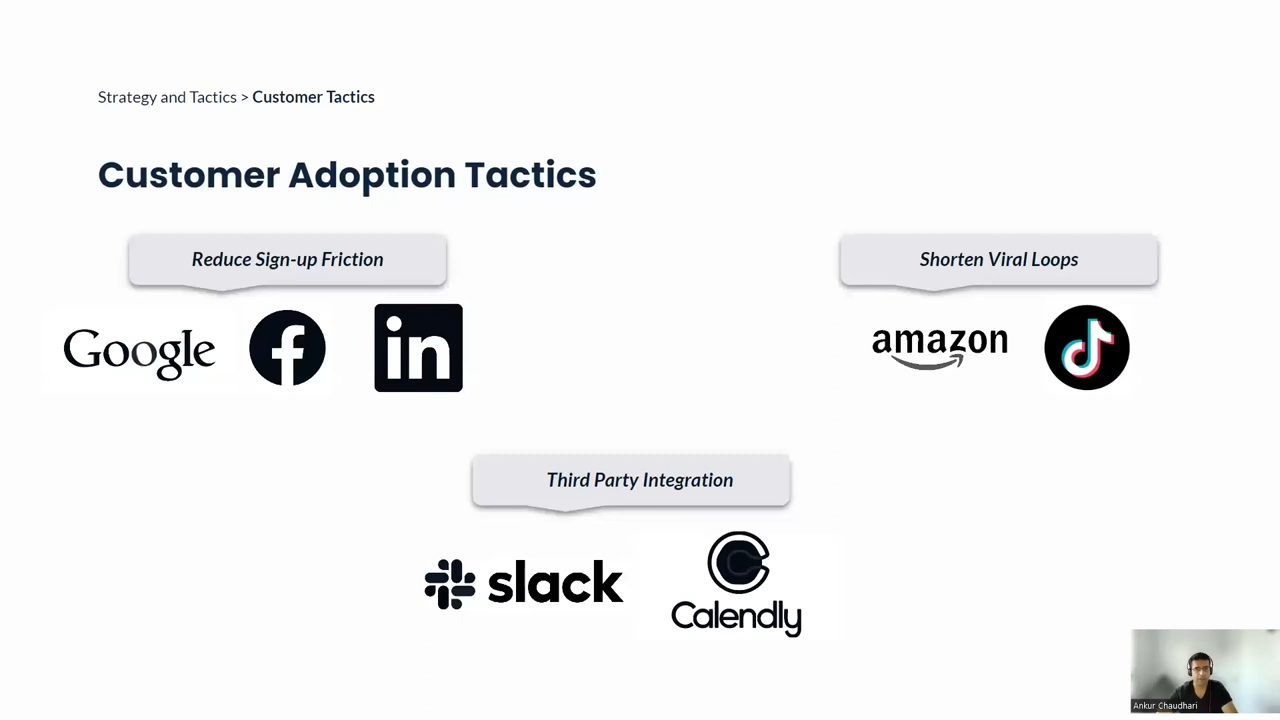 Strategy and Tactics > Customer Tactics
Customer Adoption Tactics
Reduce Sign-up Friction
Shorten Viral Loops
Google
f
in
amazon
Third Party Integration
slack
Calendly
Ankur Chaudhari